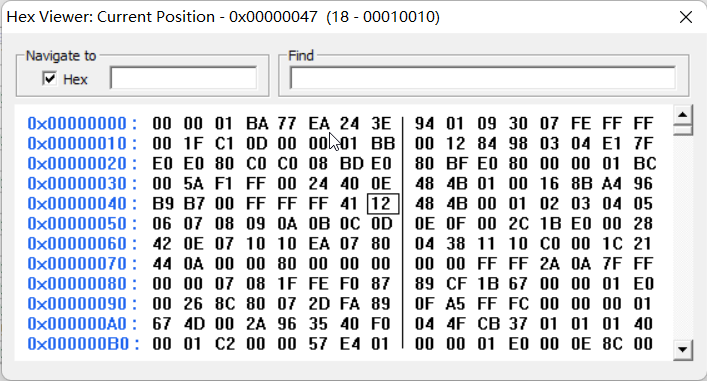 Hex Viewer: Current Position - 0x00000047 (18 - 00010010)
Navigate to
Find
Hex
0x00000000 : 00 00 01 BA 77 EA 24 3E 94 01 09 30 07 FE FF FF
0x00000010 : 00 1F C1 0D 00 00 01 BB 00 12 84 98 03 04 E1 7F
0x00000020 : E0 E0 80 C0 C0 08 BD E0 80 BF E0 80 00 00 01 BC
0x00000030 : 00 5A F1 FF 00 24 40 0E 48 4B 01 00 16 8B A4 96
0x00000040 : B9 B7 00 FF FF FF 41 12 48 4B 00 01 02 03 04 05
0x00000050 : 06 07 08 09 0A 0B 0C 0D 0E 0F 00 2C 1B E0 00 28
0x00000060 : 42 0E 07 10 10 EA 07 80 04 38 11 10 C0 00 1C 21
0x00000070 : 44 0A 00 00 80 00 00 00 00 00 FF FF 2A 0A 7F FF
0x00000080 : 00 00 07 08 1F FE F0 87 89 CF 1B 67 00 00 01 E0
0x00000090 : 00 26 8C 80 07 2D FA 89 0F A5 FF FC 00 00 00 01
0x000000A0 : 67 4D 00 2A 96 35 40 F0 04 4F CB 37 01 01 01 40
0x000000B0 : 00 01 C2 00 00 57 E4 01 00 00 01 E0 00 0E 8C 00